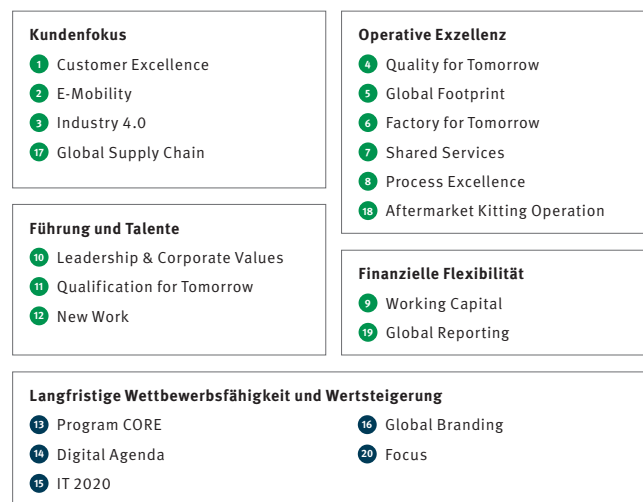 Kundenfokus
1 Customer Excellence
2 E-Mobility
3 Industry 4.0
17 Global Supply Chain
Führung und Talente
10 Leadership & Corporate Values
11 Qualification for Tomorrow
12 New Work
Operative Exzellenz
4 Quality for Tomorrow
5 Global Footprint
6 Factory for Tomorrow
7 Shared Services
8 Process Excellence
18 Aftermarket Kitting Operation
Finanzielle Flexibilität
9 Working Capital
19 Global Reporting
Langfristige Wettbewerbsfähigkeit und Wertsteigerung
13 Program CORE
14 Digital Agenda
15 IT 2020
16 Global Branding
20 Focus